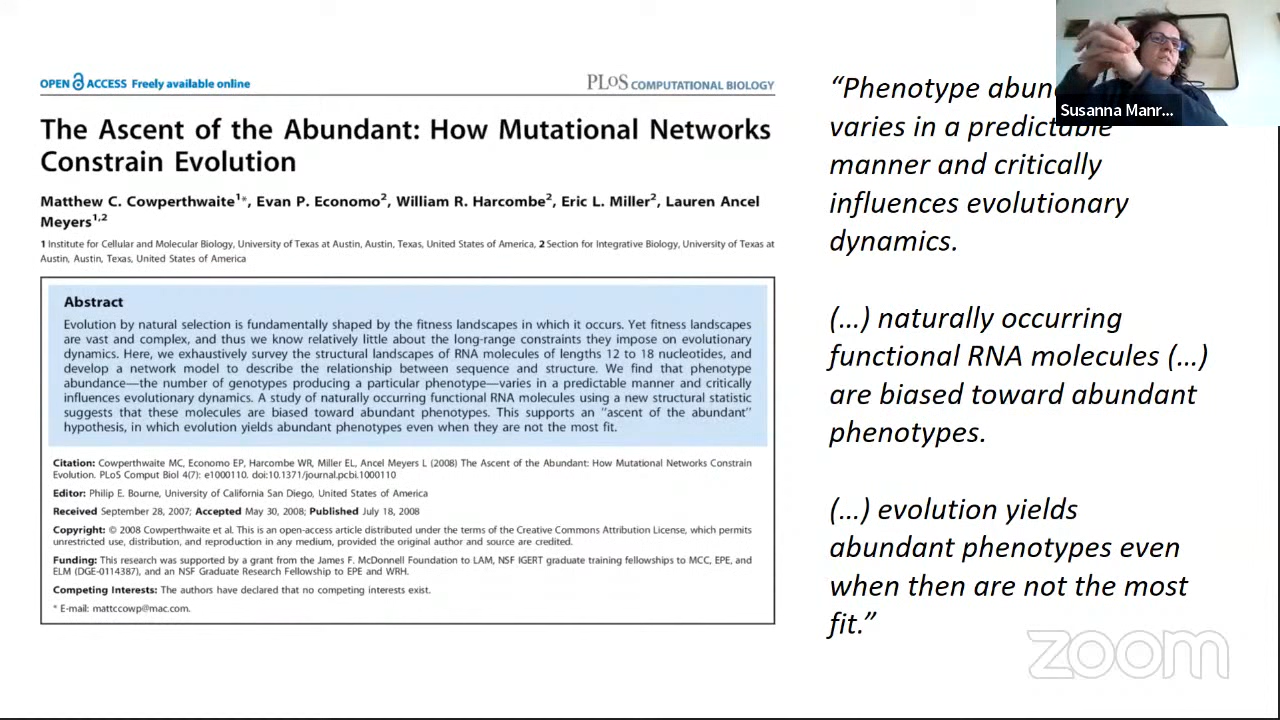 OPEN ACCESS Freely available online
PLoS COMPUTATIONAL BIOLOGY
The Ascent of the Abundant: How Mutational Networks
Constrain Evolution
Matthew C. Cowperthwaite1*, Evan P. Economo2, William R. Harcombe2, Eric L. Miller2, Lauren Ancel
Meyers1,2
1 Institute for Cellular and Molecular Biology, University of Texas at Austin, Austin, Texas, United States of America, 2 Section for Integrative Biology, University of Texas at
Austin, Austin, Texas, United States of America
Abstract
Evolution by natural selection is fundamentally shaped by the fitness landscapes in which it occurs. Yet fitness landscapes
are vast and complex, and thus we know relatively little about the long-range constraints they impose on evolutionary
dynamics. Here, we exhaustively survey the structural landscapes of RNA molecules of lengths 12 to 18 nucleotides, and
develop a network model to describe the relationship between sequence and structure. We find that phenotype
abundance—the number of genotypes producing a particular phenotype—varies in a predictable manner and critically
influences evolutionary dynamics. A study of naturally occurring functional RNA molecules using a new structural statistic
suggests that these molecules are biased toward abundant phenotypes. This supports an "ascent of the abundant"
hypothesis, in which evolution yields abundant phenotypes even when they are not the most fit.
Citation: Cowperthwaite MC, Economo EP, Harcombe WR, Miller EL, Ancel Meyers L (2008) The Ascent of the Abundant: How Mutational Networks Constrain
Evolution. PLoS Comput Biol 4(7): e1000110. doi:10.1371/journal.pcbi.1000110
Editor: Philip E. Bourne, University of California San Diego, United States of America
Received September 28, 2007; Accepted May 30, 2008; Published July 18, 2008
Copyright: © 2008 Cowperthwaite et al. This is an open-access article distributed under the terms of the Creative Commons Attribution License, which permits
unrestricted use, distribution, and reproduction in any medium, provided the original author and source are credited.
Funding: This research was supported by a grant from the James F. McDonnell Foundation to LAM, NSF IGERT graduate training fellowships to MCC, EPE, and
ELM (DGE-0114387), and an NSF Graduate Research Fellowship to EPE and WRH.
Competing Interests: The authors have declared that no competing interests exist.
* E-mail: mattccowp@mac.com.
“Phenotype abun
varies in a predictable
manner and critically
influences evolutionary
dynamics.
(…) naturally occurring
functional RNA molecules (…)
are biased toward abundant
phenotypes.
(…) evolution yields
abundant phenotypes even
when then are not the most
fit.”
Susanna Manr...
zoom